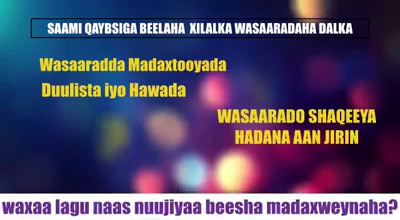 SAAMI QAYBSIGA BEELAHA XILALKA WASAARADAHA DALKA
Wasaaradda Madaxtooyada
Duulista iyo Hawada
WASAARADO SHAQEEYA
HADANA AAN JIRIN
waxaa lagu naas nuujiyaa beesha madaxweynaha?